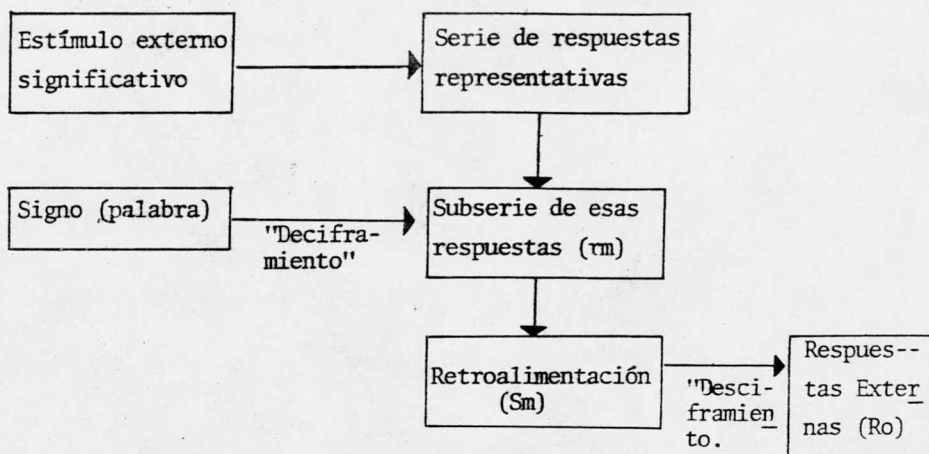 Estímulo externo
significativo
Serie de respuestas
representativas
Signo (palabra)
"Decifra-
miento"
Subserie de esas
respuestas (rm)
Retroalimentación
(Sm)
"Desci-
framien
to.
Respues--
tas Exter
nas (Ro)